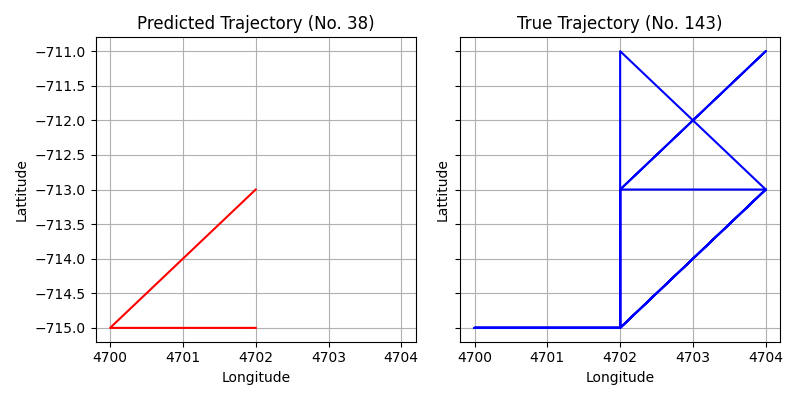 Predicted Trajectory (No. 38)
True Trajectory (No. 143)
−711.0
−711.5
−712.0
−712.5
−713.0
−713.5
−714.0
−714.5
−715.0
Lattitude
Lattitude
4700 4701 4702 4703 4704
4700 4701 4702 4703 4704
Longitude
Longitude